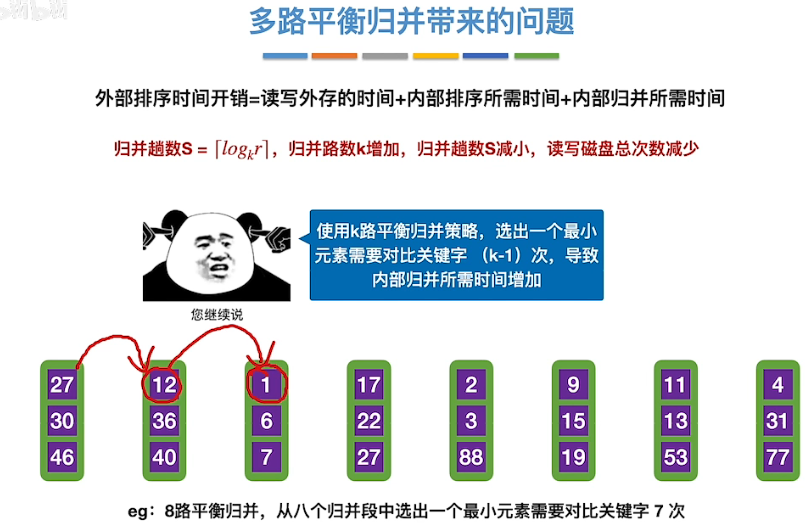 多路平衡归并带来的问题
外部排序时间开销=读写外存的时间+内部排序所需时间+内部归并所需时间
归并趟数S = ⌈logₖr⌉，归并路数k增加，归并趟数S减小，读写磁盘总次数减少
使用k路平衡归并策略，选出一个最小
元素需要对比关键字 （k-1）次，导致
内部归并所需时间增加
您继续说
27 12 1 17 2 9 11 4
30 36 6 22 3 15 13 31
46 40 7 27 88 19 53 77
eg：8路平衡归并，从八个归并段中选出一个最小元素需要对比关键字 7 次